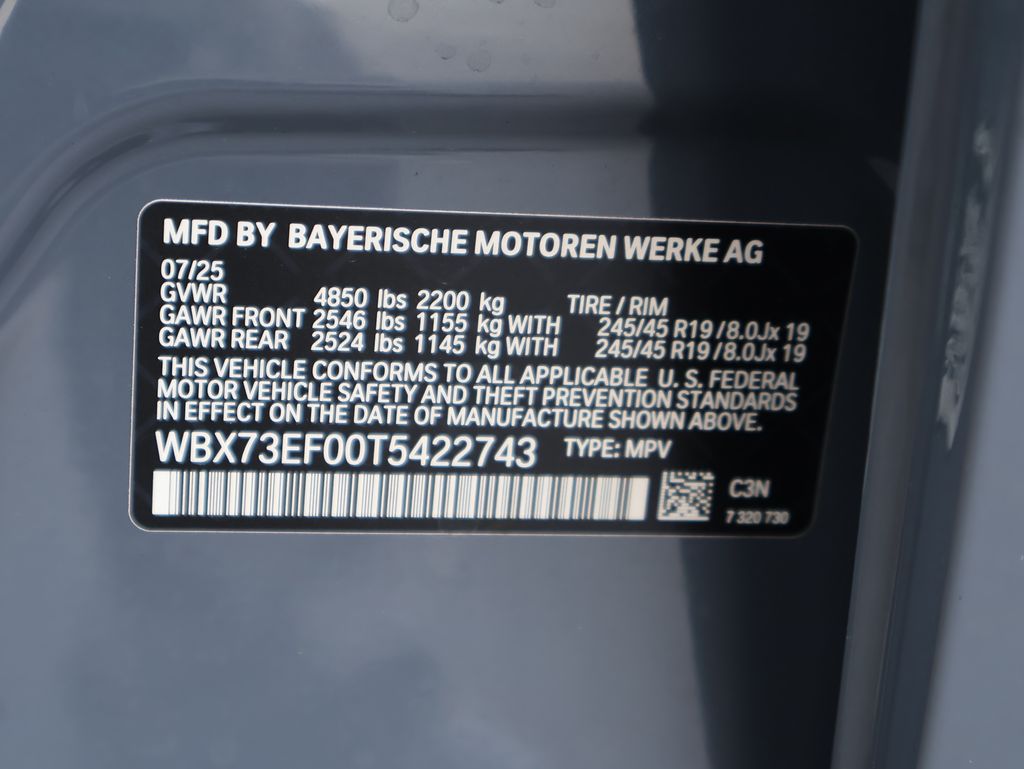 MFD BY BAYERISCHE MOTOREN WERKE AG
07/25
GVWR 4850 lbs 2200 kg TIRE / RIM
GAWR FRONT 2546 lbs 1155 kg WITH 245/45 R19 / 8.0Jx 19
GAWR REAR 2524 lbs 1145 kg WITH 245/45 R19 / 8.0Jx 19
THIS VEHICLE CONFORMS TO ALL APPLICABLE U. S. FEDERAL
MOTOR VEHICLE SAFETY AND THEFT PREVENTION STANDARDS
IN EFFECT ON THE DATE OF MANUFACTURE SHOWN ABOVE.
WBX73EF00T5422743 TYPE: MPV
C3N
7 320 730